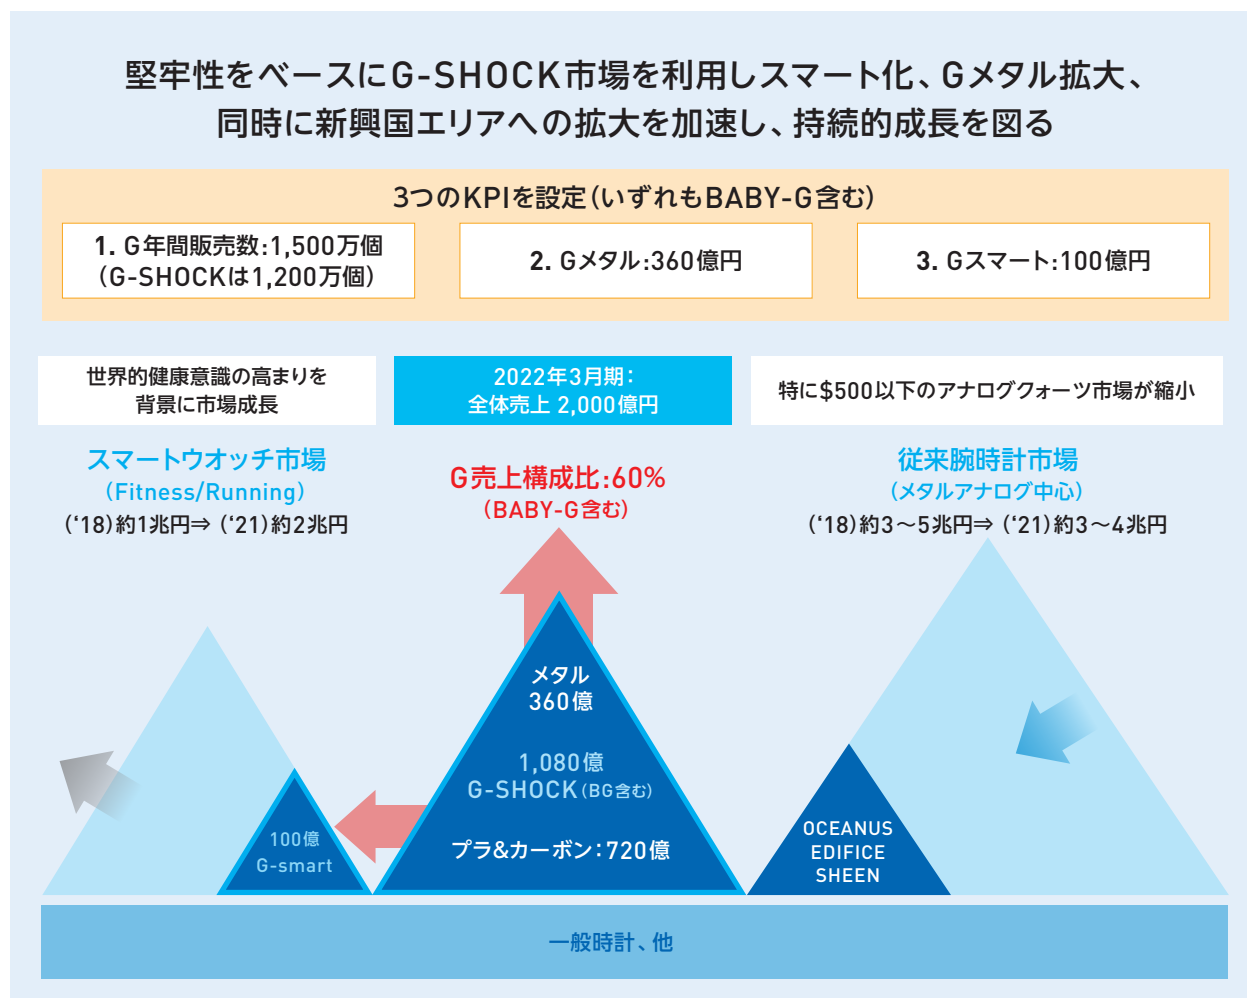 堅牢性をベースにG-SHOCK市場を利用しスマート化、Gメタル拡大、
同時に新興国エリアへの拡大を加速し、持続的成長を図る
3つのKPIを設定（いずれもBABY-G含む）
1. G年間販売数:1,500万個
（G-SHOCKは1,200万個）
2. Gメタル:360億円
3. Gスマート:100億円
世界的健康意識の高まりを
背景に市場成長
2022年3月期：
全体売上 2,000億円
特に$500以下のアナログクォーツ市場が縮小
スマートウオッチ市場
（Fitness/Running）
（‘18）約1兆円⇒（‘21）約2兆円
G売上構成比:60%
（BABY-G含む）
従来腕時計市場
（メタルアナログ中心）
（‘18）約3～5兆円⇒（‘21）約3～4兆円
メタル
360億
1,080億
G-SHOCK（BG含む）
プラ&カーボン：720億
100億
G-smart
OCEANUS
EDIFICE
SHEEN
一般時計、他